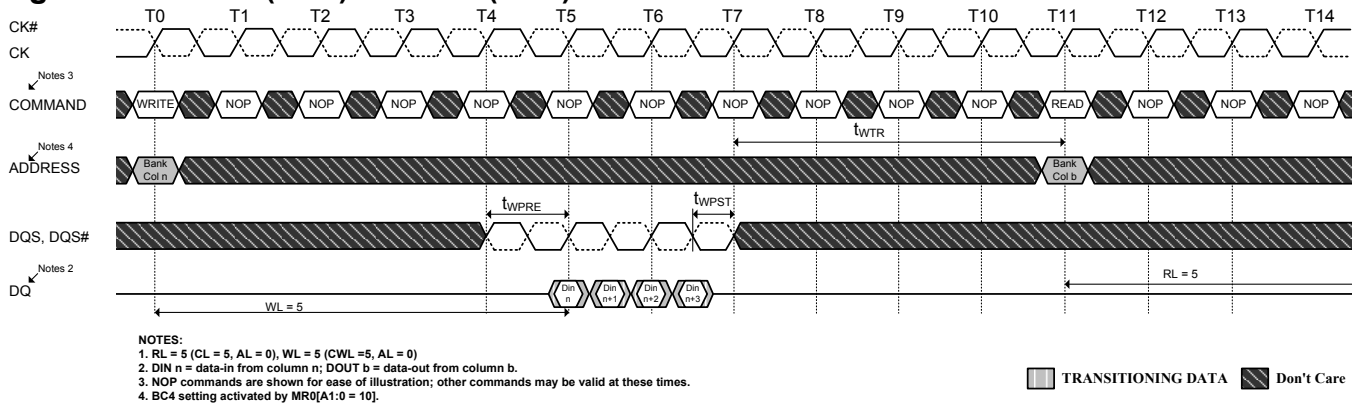 T0 T1 T2 T3 T4 T5 T6 T7 T8 T9 T10 T11 T12 T13 T14
CK#
CK
Notes 3
COMMAND
WRITE NOP NOP NOP NOP NOP NOP NOP NOP NOP NOP READ NOP NOP NOP
tWTR
Notes 4
ADDRESS
Bank
Col n
Bank
Col b
tWPRE
tWPST
DQS, DQS#
Notes 2
DQ
Din
n
Din
n+1
Din
n+2
Din
n+3
RL = 5
WL = 5
NOTES:
1. RL = 5 (CL = 5, AL = 0), WL = 5 (CWL =5, AL = 0)
2. DIN n = data-in from column n; DOUT b = data-out from column b.
3. NOP commands are shown for ease of illustration; other commands may be valid at these times.
4. BC4 setting activated by MR0[A1:0 = 10].
TRANSITIONING DATA Don't Care